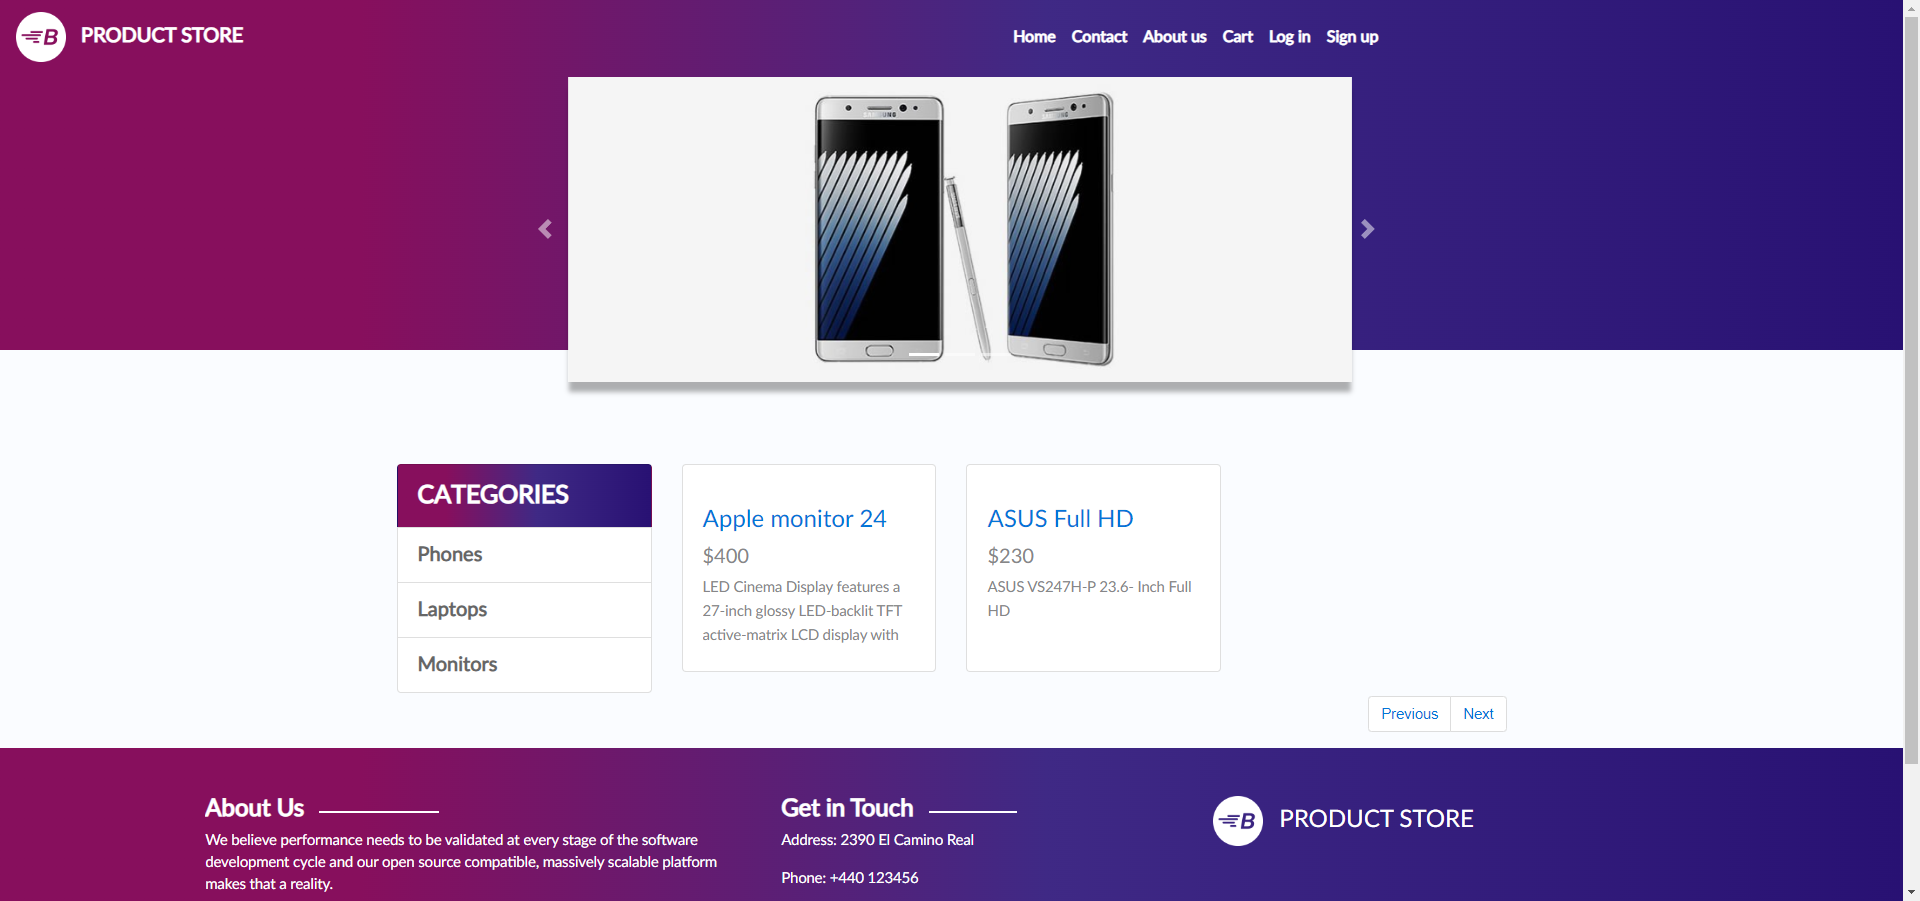 B PRODUCT STORE
Home Contact About us Cart Log in Sign up
SAMSUNG
SAMSUNG
CATEGORIES
Phones
Laptops
Monitors
Apple monitor 24
$400
LED Cinema Display features a
27-inch glossy LED-backlit TFT
active-matrix LCD display with
ASUS Full HD
$230
ASUS VS247H-P 23.6- Inch Full
HD
Previous Next
About Us
We believe performance needs to be validated at every stage of the software
development cycle and our open source compatible, massively scalable platform
makes that a reality.
Get in Touch
Address: 2390 El Camino Real
Phone: +440 123456
B PRODUCT STORE